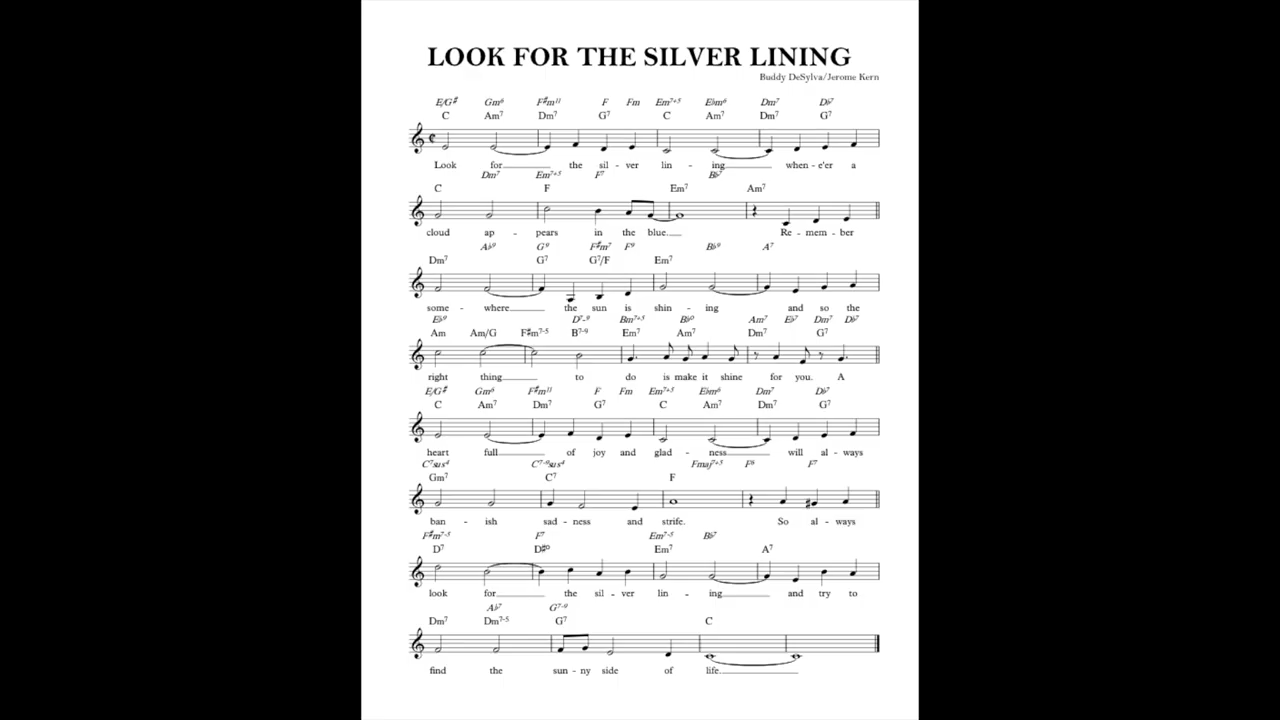 LOOK FOR THE SILVER LINING
Buddy DeSylva/Jerome Kern
E/G♯ Gm6 F♯m11 F Fm Em7+5 E♭m6 Dm7 D♭7
C Am7 Dm7 G7 C Am7 Dm7 G7
Look for the sil - ver lin - ing when - e'er a
Dm7 Em7+5 F7 B♭7
C F Em7 Am7
cloud ap - pears in the blue. Re - mem - ber
A♭9 G9 F♯m7 F9 B♭9 A7
Dm7 G7 G7/F Em7
some - where the sun is shin - ing and so the
E♭9 D7-9 Bm7+5 B♭o Am7 E♭7 Dm7 D♭7
Am Am/G F♯m7-5 B7-9 Em7 Am7 Dm7 G7
right thing to do is make it shine for you. A
E/G♯ Gm6 F♯m11 F Fm Em7+5 E♭m6 Dm7 D♭7
C Am7 Dm7 G7 C Am7 Dm7 G7
heart full of joy and glad - ness will al - ways
C7sus4 C7-9sus4 Fmaj7+5 F6 F7
Gm7 C7 F
ban - ish sad - ness and strife. So al - ways
F♯m7-5 F7 Em7-5 B♭7
D7 D♯o Em7 A7
look for the sil - ver lin - ing and try to
A♭7 G7-9
Dm7 Dm7-5 G7 C
find the sun - ny side of life.